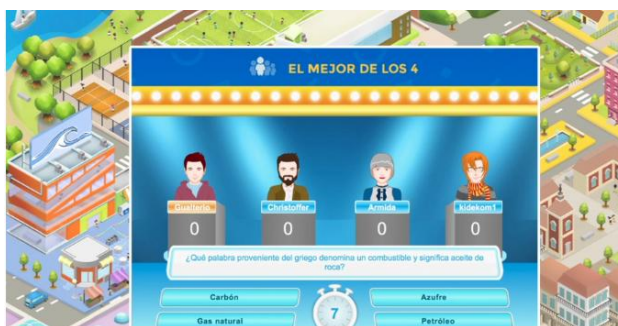 EL MEJOR DE LOS 4
Gualterio Christoffer Armida kidekom1
0 0 0 0
¿Qué palabra proveniente del griego denomina un combustible y significa aceite de
roca?
Carbón Azufre
7
Gas natural Petróleo